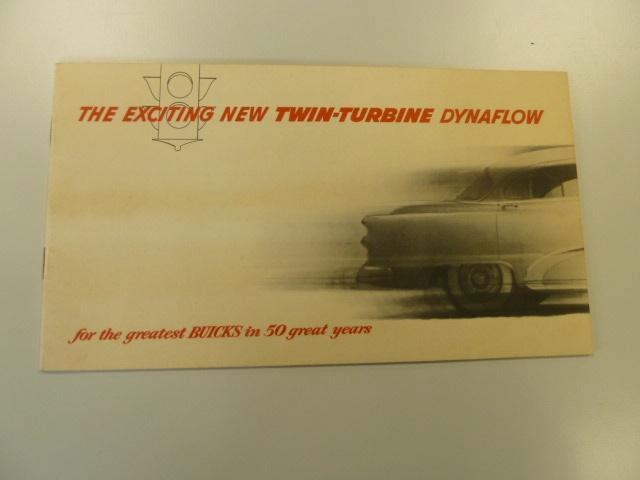 THE EXCITING NEW TWIN-TURBINE DYNAFLOW
for the greatest BUICKS in 50 great years